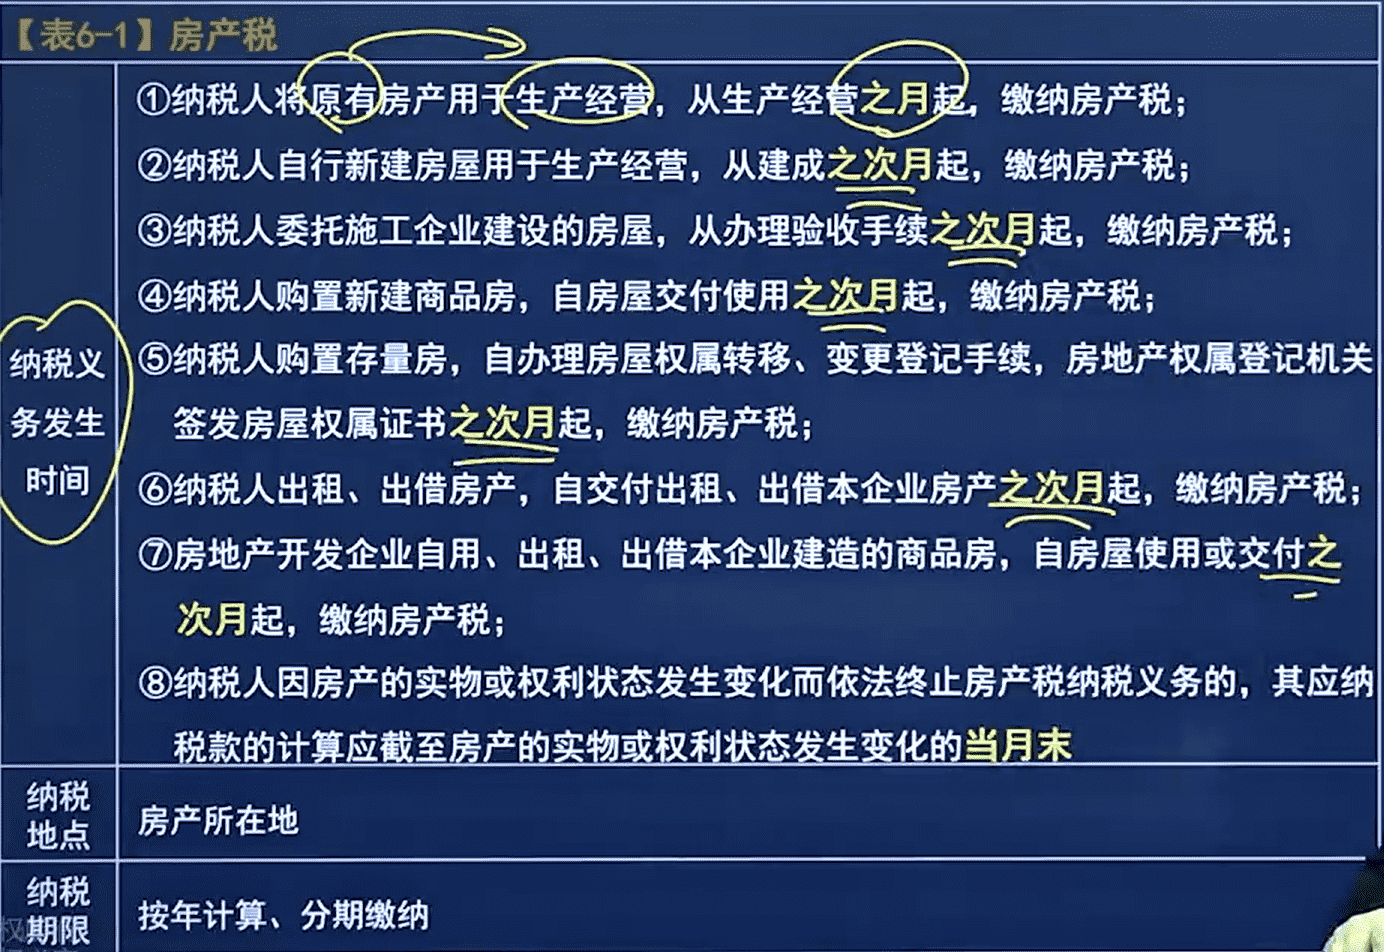 【表6-1】房产税
①纳税人将原有房产用于生产经营，从生产经营之月起，缴纳房产税；
②纳税人自行新建房屋用于生产经营，从建成之次月起，缴纳房产税；
③纳税人委托施工企业建设的房屋，从办理验收手续之次月起，缴纳房产税；
④纳税人购置新建商品房，自房屋交付使用之次月起，缴纳房产税；
纳税义
务发生
时间
⑤纳税人购置存量房，自办理房屋权属转移、变更登记手续，房地产权属登记机关
签发房屋权属证书之次月起，缴纳房产税；
⑥纳税人出租、出借房产，自交付出租、出借本企业房产之次月起，缴纳房产税；
⑦房地产开发企业自用、出租、出借本企业建造的商品房，自房屋使用或交付之
次月起，缴纳房产税；
⑧纳税人因房产的实物或权利状态发生变化而依法终止房产税纳税义务的，其应纳
税款的计算应截至房产的实物或权利状态发生变化的当月末
纳税
地点
房产所在地
纳税
期限
按年计算、分期缴纳